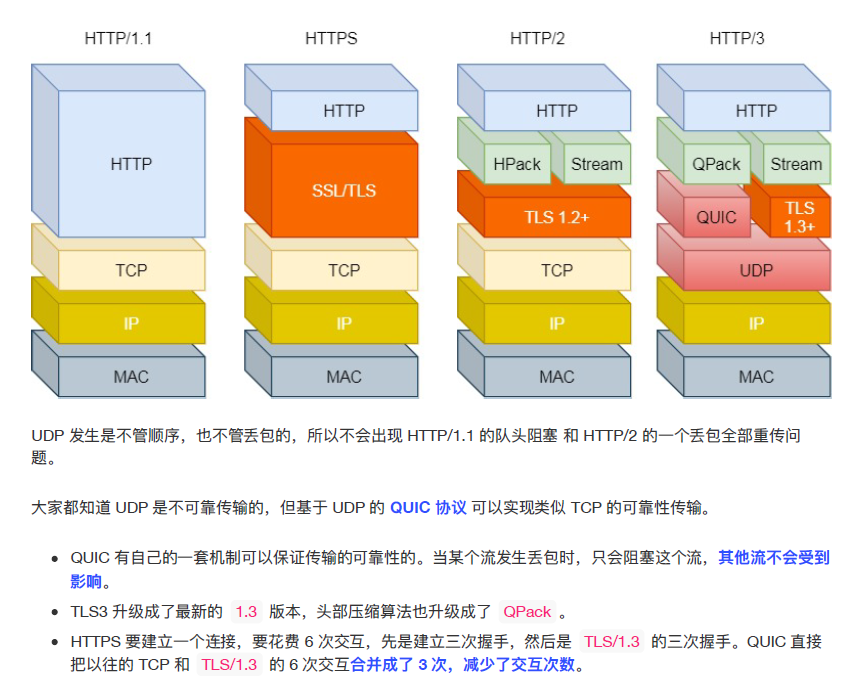 HTTP/1.1 HTTPS HTTP/2 HTTP/3
HTTP HTTP HTTP
HTTP HPack Stream QPack Stream
SSL/TLS TLS 1.2+ QUIC TLS
1.3+
TCP TCP TCP UDP
IP IP IP IP
MAC MAC MAC MAC
UDP 发生是不管顺序，也不管丢包的，所以不会出现 HTTP/1.1 的队头阻塞 和 HTTP/2 的一个丢包全部重传问
题。
大家都知道 UDP 是不可靠传输的，但基于 UDP 的 QUIC 协议 可以实现类似 TCP 的可靠性传输。
• QUIC 有自己的一套机制可以保证传输的可靠性的。当某个流发生丢包时，只会阻塞这个流，其他流不会受到
影响。
• TLS3 升级成了最新的 1.3 版本，头部压缩算法也升级成了 QPack 。
• HTTPS 要建立一个连接，要花费 6 次交互，先是建立三次握手，然后是 TLS/1.3 的三次握手。QUIC 直接
把以往的 TCP 和 TLS/1.3 的 6 次交互合并成了 3 次，减少了交互次数。